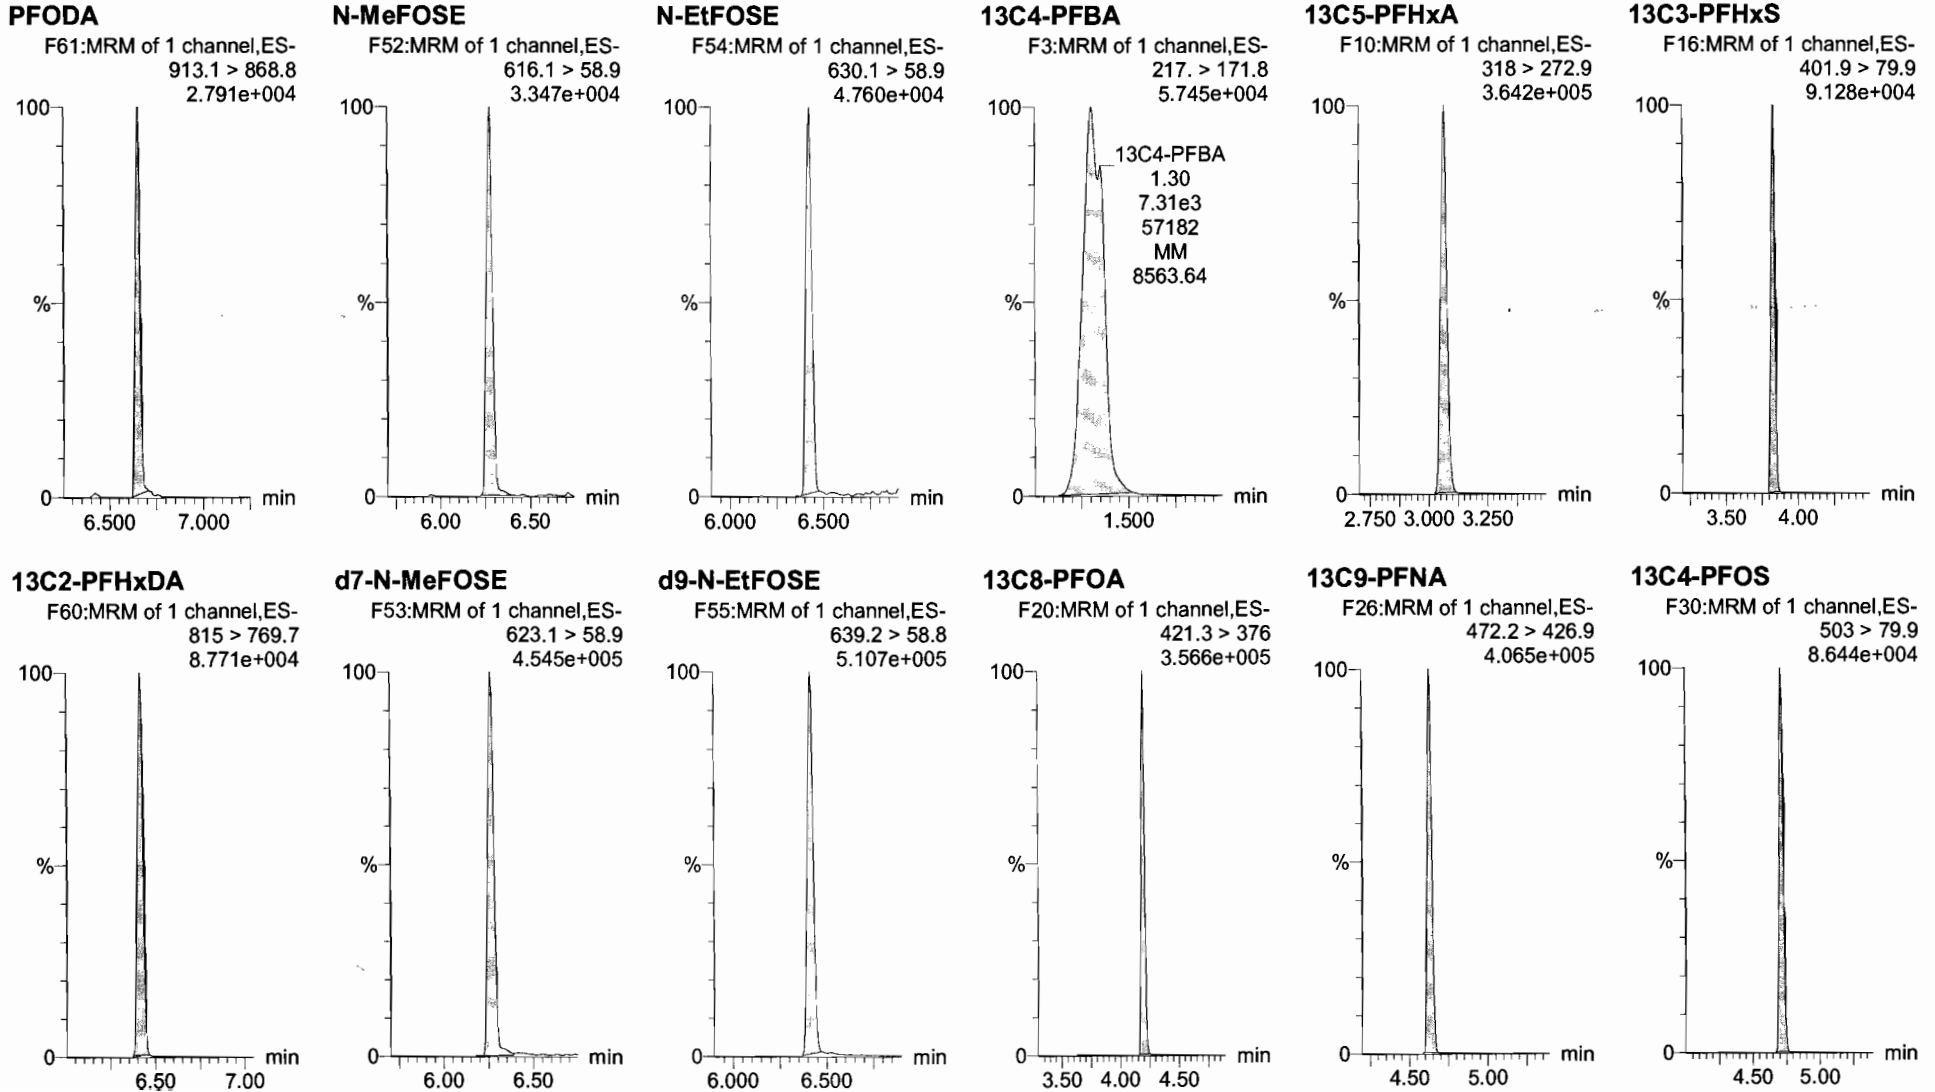 PFODA
F61:MRM of 1 channel,ES-
913.1 > 868.8
2.791e+004
100
%
0
min
6.500 7.000
N-MeFOSE
F52:MRM of 1 channel,ES-
616.1 > 58.9
3.347e+004
100
%
0
min
6.00 6.50
N-EtFOSE
F54:MRM of 1 channel,ES-
630.1 > 58.9
4.760e+004
100
%
0
min
6.000 6.500
13C4-PFBA
F3:MRM of 1 channel,ES-
217. > 171.8
5.745e+004
100
13C4-PFBA
1.30
7.31e3
57182
MM
8563.64
%
0
min
1.500
13C5-PFHxA
F10:MRM of 1 channel,ES-
318 > 272.9
3.642e+005
100
%
0
min
2.750 3.000 3.250
13C3-PFHxS
F16:MRM of 1 channel,ES-
401.9 > 79.9
9.128e+004
100
%
0
min
3.50 4.00
13C2-PFHxDA
F60:MRM of 1 channel,ES-
815 > 769.7
8.771e+004
100
%
0
min
6.50 7.00
d7-N-MeFOSE
F53:MRM of 1 channel,ES-
623.1 > 58.9
4.545e+005
100
%
0
min
6.00 6.50
d9-N-EtFOSE
F55:MRM of 1 channel,ES-
639.2 > 58.8
5.107e+005
100
%
0
min
6.000 6.500
13C8-PFOA
F20:MRM of 1 channel,ES-
421.3 > 376
3.566e+005
100
%
0
min
3.50 4.00 4.50
13C9-PFNA
F26:MRM of 1 channel,ES-
472.2 > 426.9
4.065e+005
100
%
0
min
4.50 5.00
13C4-PFOS
F30:MRM of 1 channel,ES-
503 > 79.9
8.644e+004
100
%
0
min
4.50 5.00